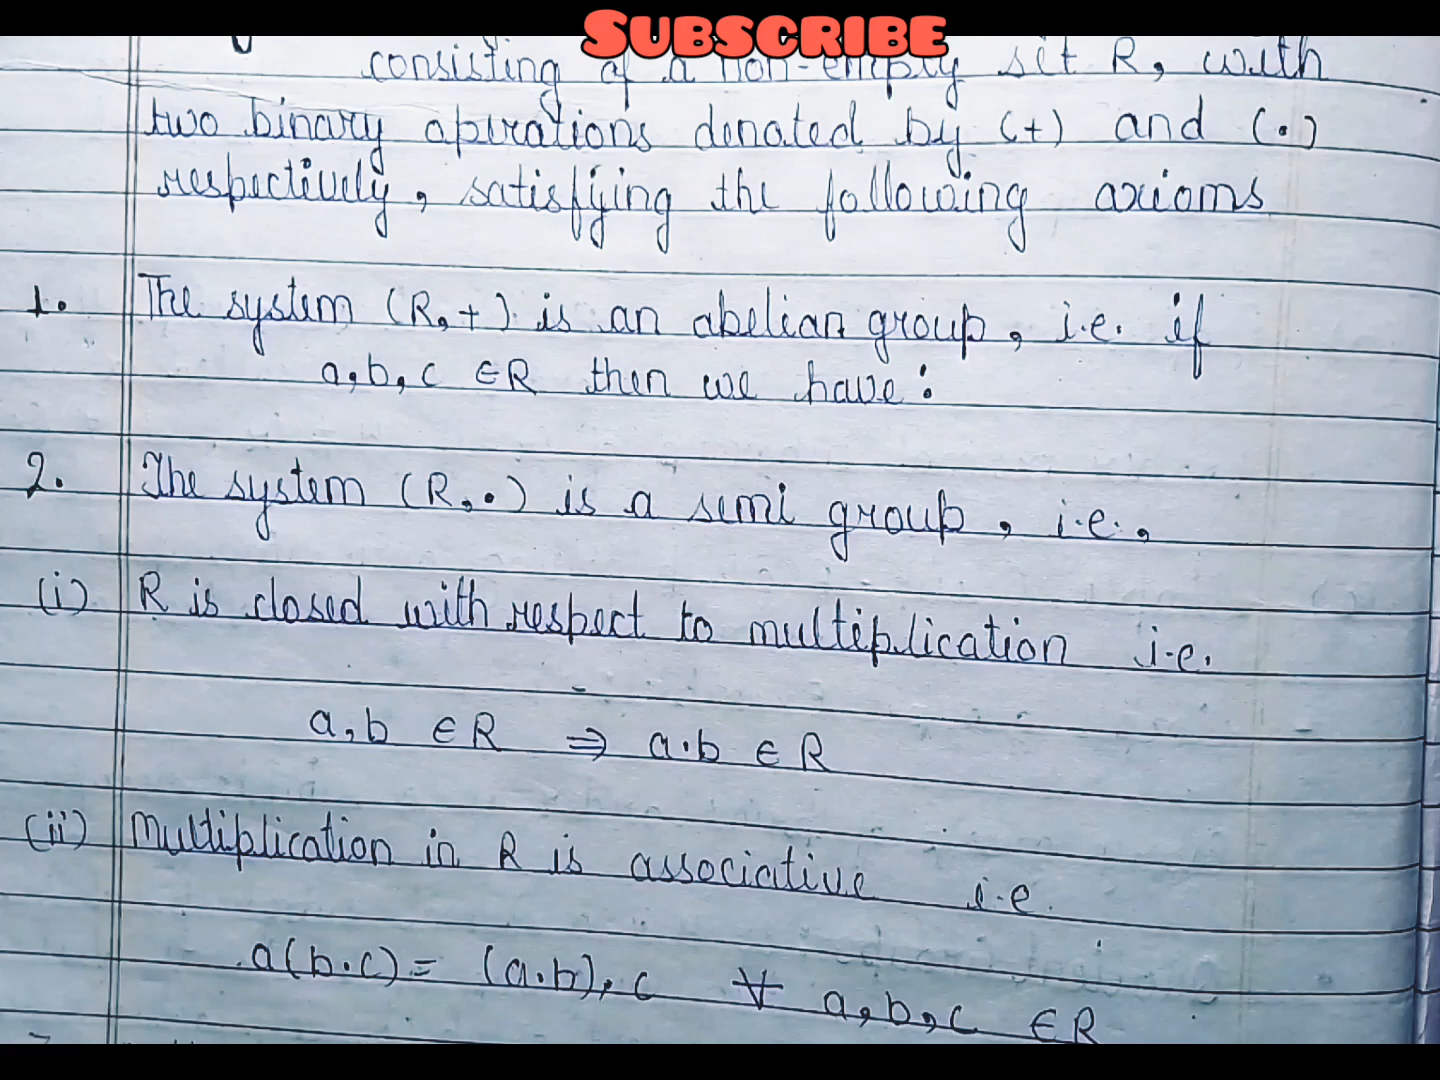 SUBSCRIBE
consisting of a non-empty set R, with
two binary operations denoted by (+) and (•)
respectively, satisfying the following axioms
1. The system (R,+) is an abelian group, i.e. if
a,b,c ∈R then we have:
2. The system (R,•) is a semi group, i.e.,
(i) R is closed with respect to multiplication i.e.
a,b ∈R ⇒ a·b ∈R
(ii) Multiplication in R is associative i.e.
a(b·c) = (a·b).c ∀ a,b,c ∈R